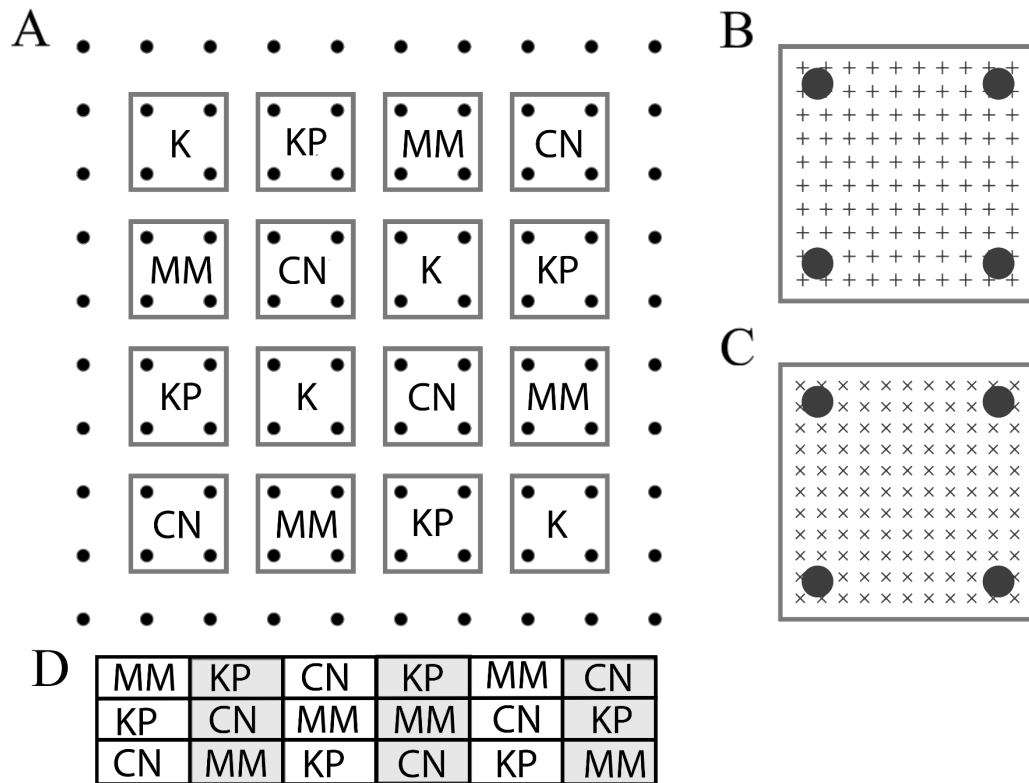 A
B
K KP MM CN
MM CN K KP
C
KP K CN MM
CN MM KP K
D
MM KP CN KP MM CN
KP CN MM MM CN KP
CN MM KP CN KP MM